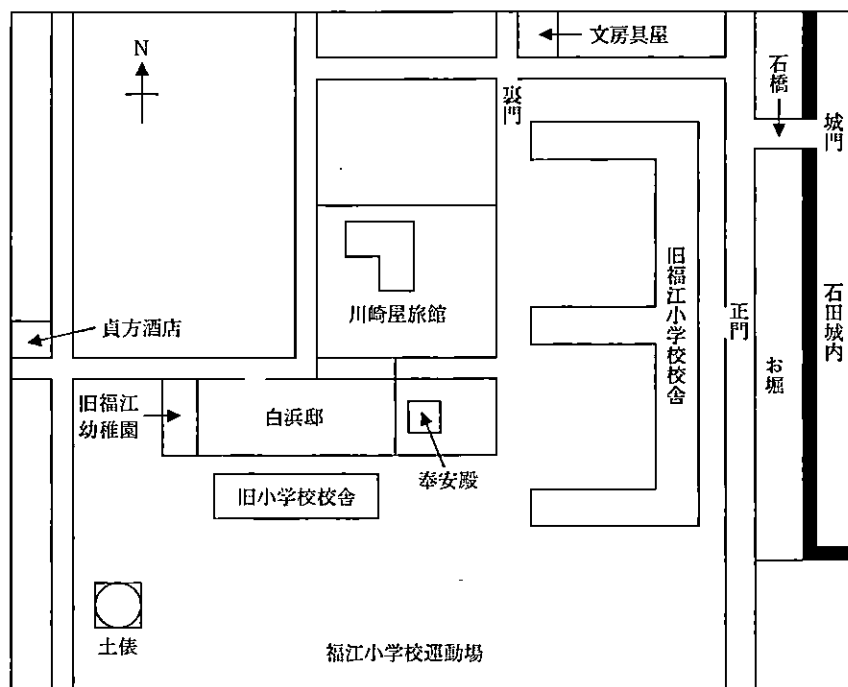 文房具屋
N
石橋
裏門
城門
旧福江小学校校舎
川崎屋旅館
正門
石田城内
貞方酒店
お堀
旧福江
幼稚園
白浜邸
奉安殿
旧小学校校舎
土俵
福江小学校運動場